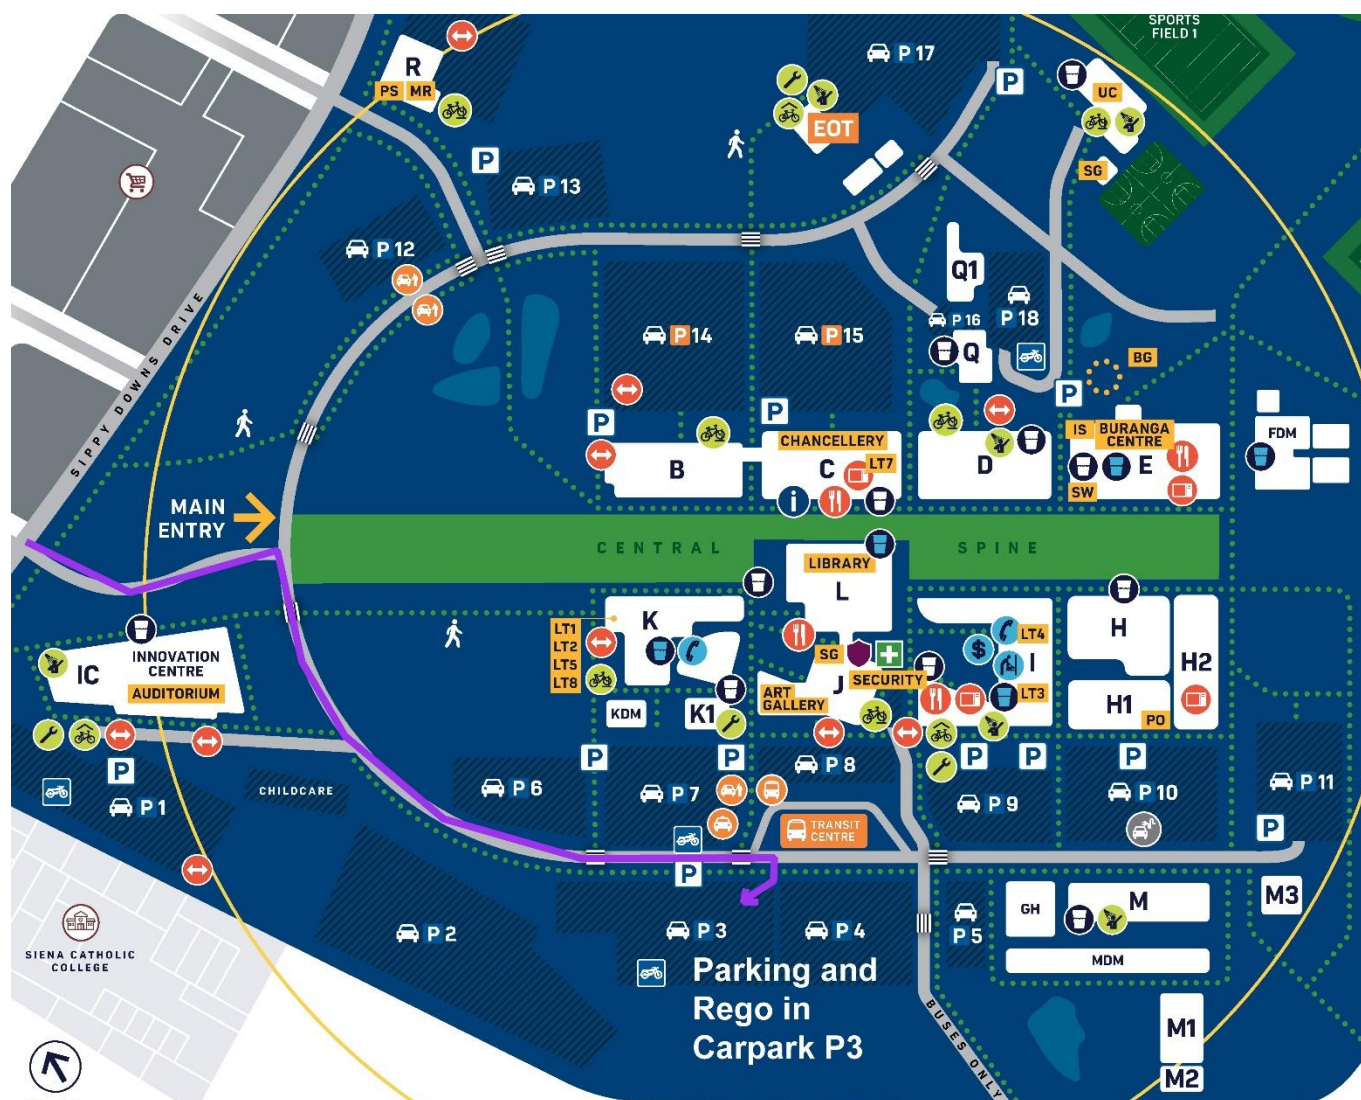 SPORTS
FIELD 1
R
PS
MR
P 17
P
UC
EOT
SG
P
P 13
P 12
Q1
P 14
P 15
P 16
P 18
Q
BG
SIPPY DOWNS DRIVE
P
P
P
CHANCELLERY
IS
BURANGA
CENTRE
FDM
B
C
LT7
D
E
SW
i
MAIN
ENTRY
CENTRAL
SPINE
LIBRARY
L
K
LT1
LT2
LT5
LT8
SG
SECURITY
LT4
$
I
LT3
H
H2
INNOVATION
CENTRE
IC
AUDITORIUM
KDM
K1
ART
GALLERY
J
H1
PO
P
P
P
P
P
P
P 1
CHILDCARE
P 6
P 7
P 8
P 9
P 10
P 11
TRANSIT
CENTRE
P
P
M3
GH
M
P 2
P 3
P 4
P 5
MDM
SIENA CATHOLIC
COLLEGE
Parking and
Rego in
Carpark P3
BUSES ONLY
M1
M2